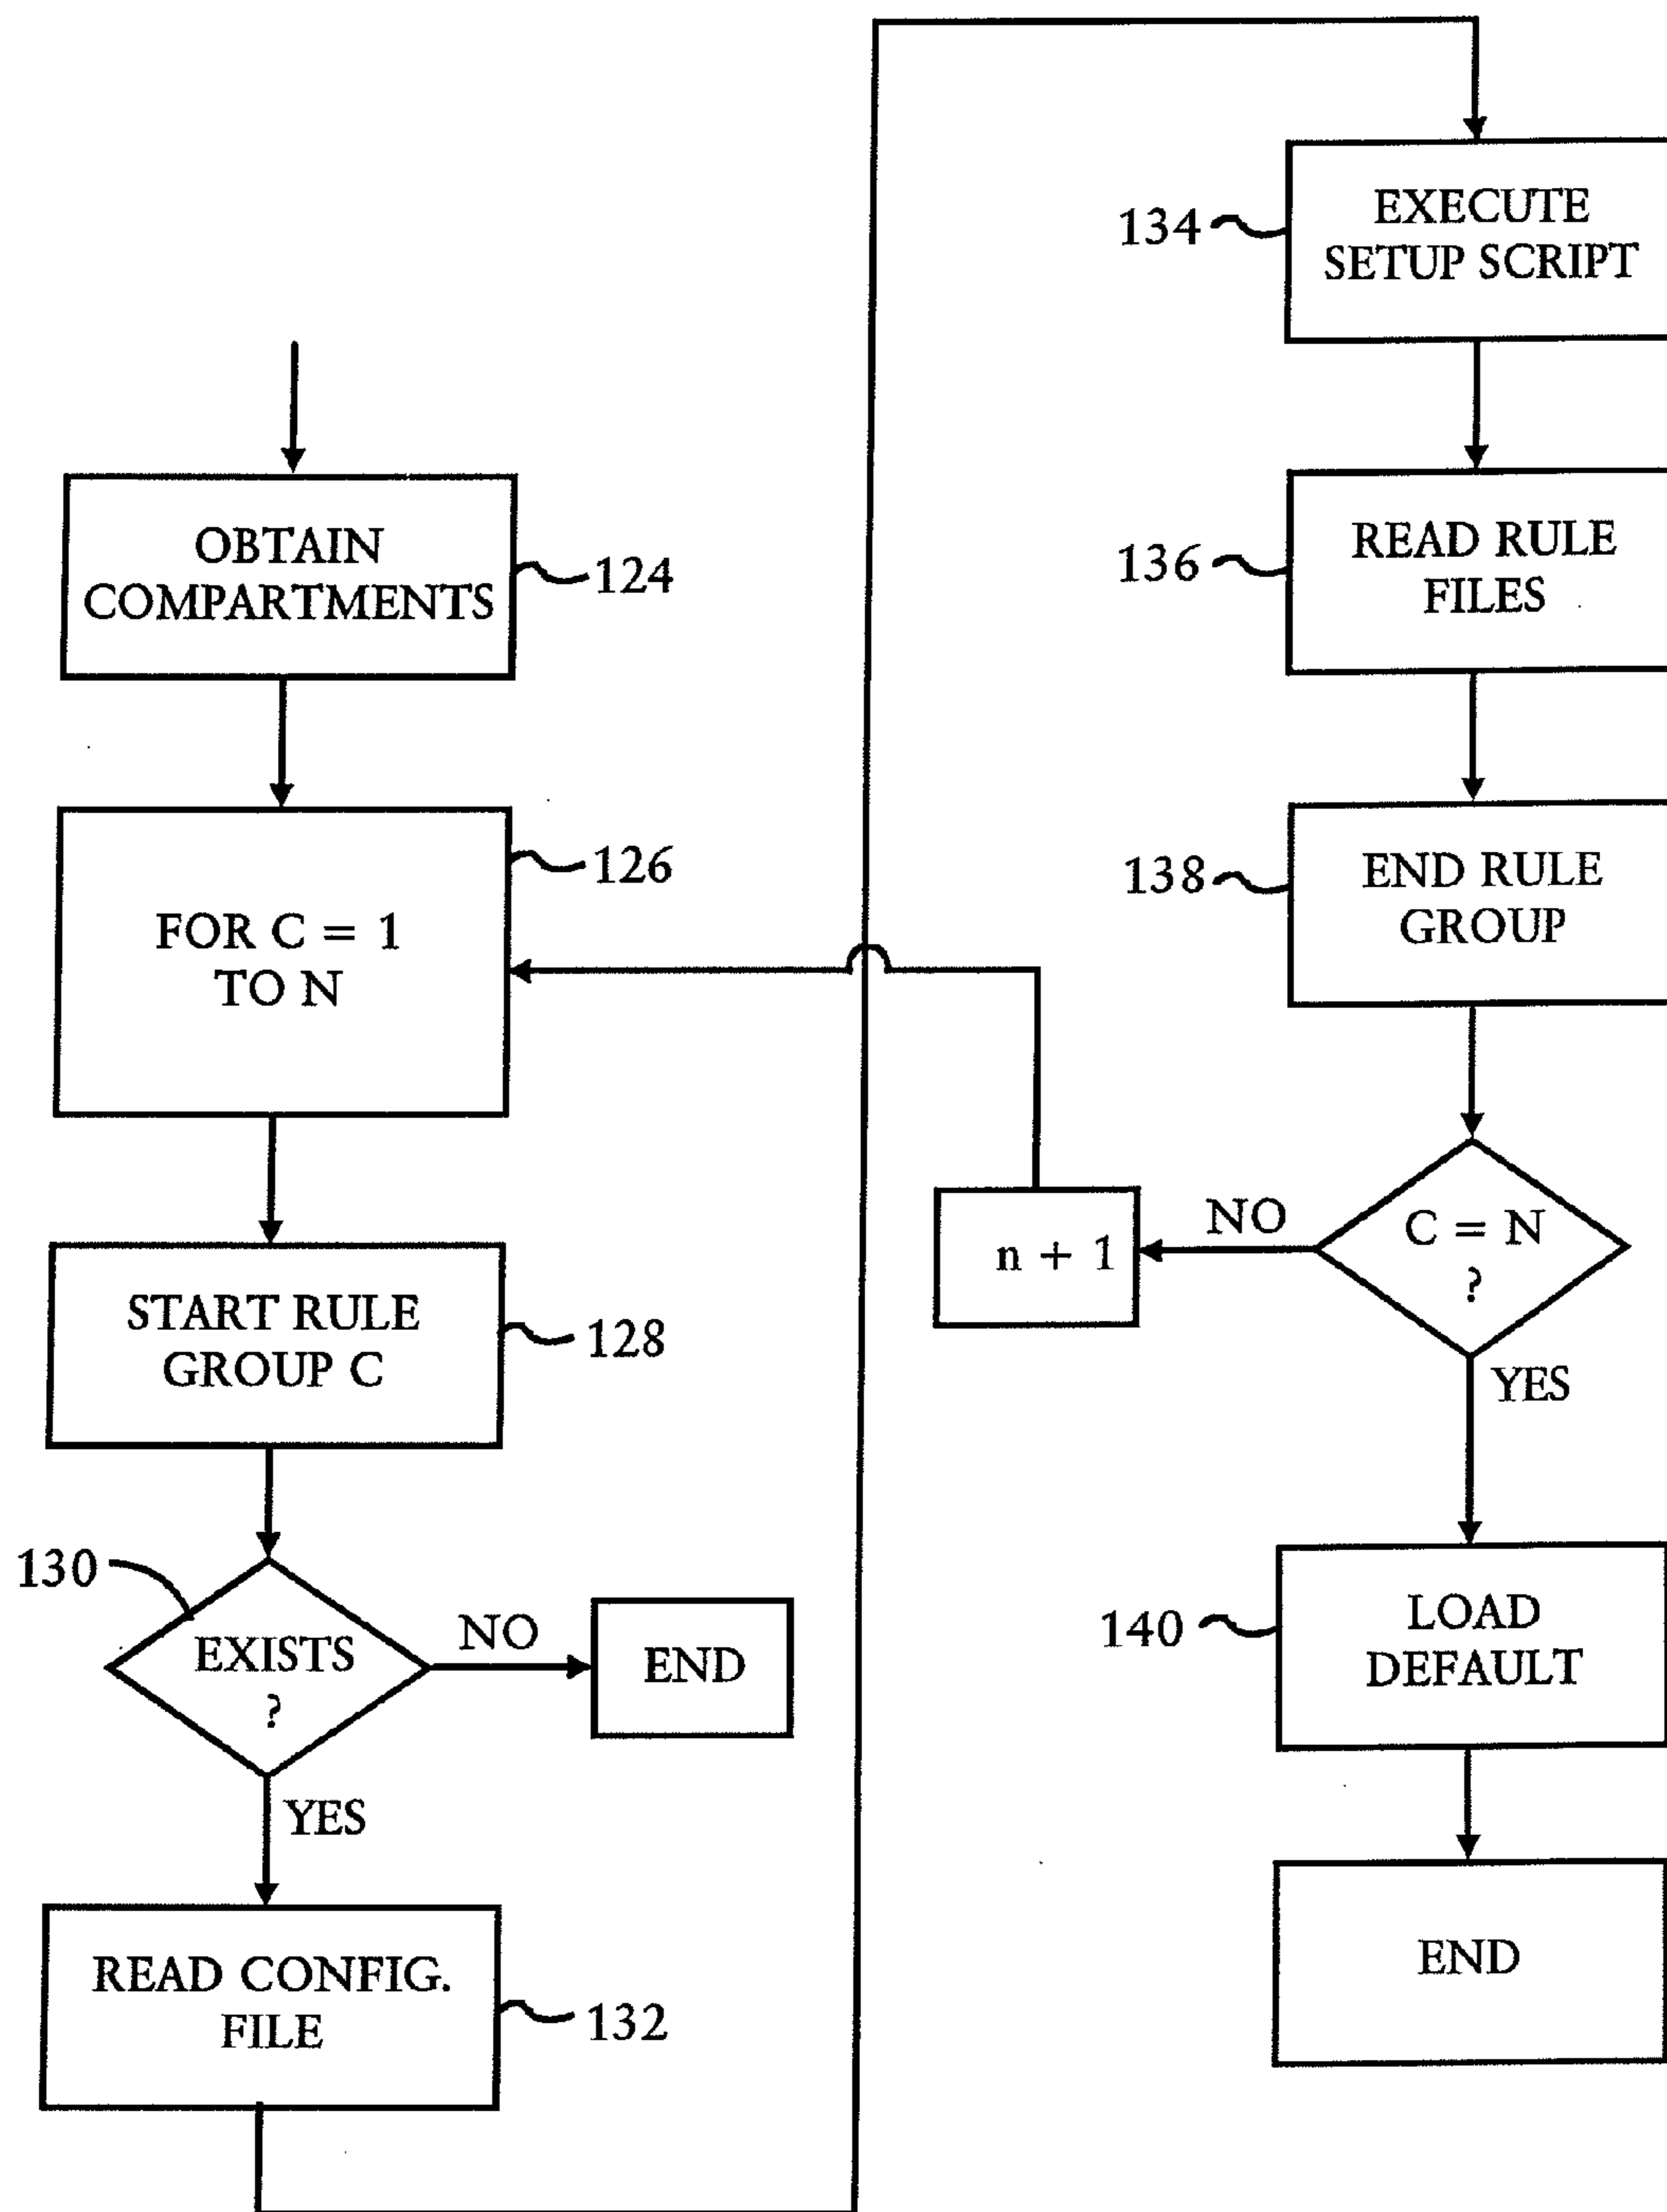 OBTAIN
COMPARTMENTS
124
126
FOR C = 1
TO N
START RULE
GROUP C
128
130
EXISTS
?
NO
END
YES
READ CONFIG.
FILE
132
134
EXECUTE
SETUP SCRIPT
136
READ RULE
FILES
138
END RULE
GROUP
C = N
?
NO
n + 1
YES
140
LOAD
DEFAULT
END